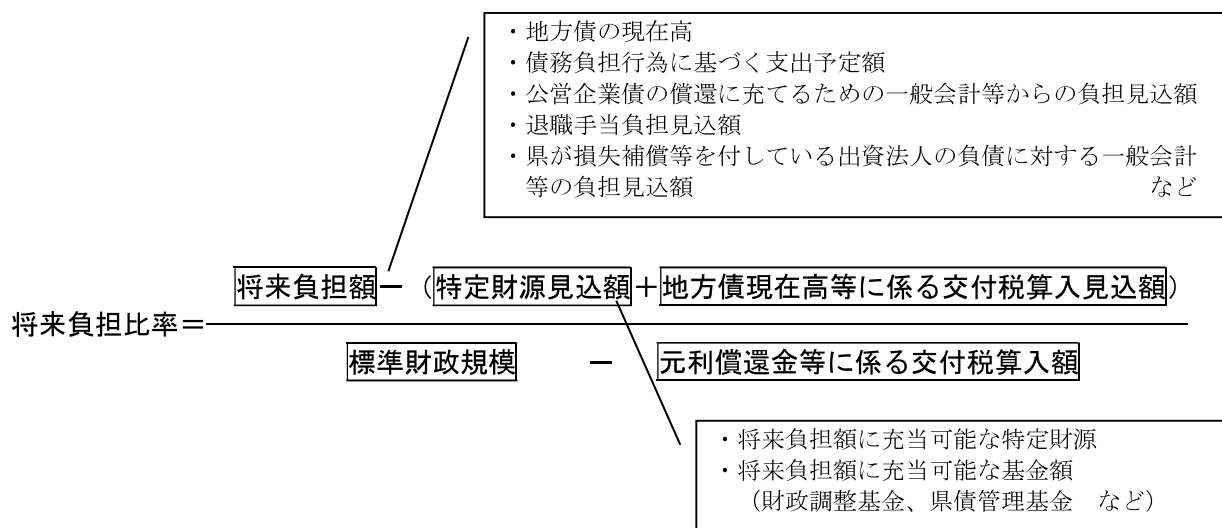 ・地方債の現在高
・債務負担行為に基づく支出予定額
・公営企業債の償還に充てるための一般会計等からの負担見込額
・退職手当負担見込額
・県が損失補償等を付している出資法人の負債に対する一般会計
等の負担見込額 など
将来負担額－（特定財源見込額＋地方債現在高等に係る交付税算入見込額）
将来負担比率＝
標準財政規模 － 元利償還金等に係る交付税算入額
・将来負担額に充当可能な特定財源
・将来負担額に充当可能な基金額
（財政調整基金、県債管理基金 など）